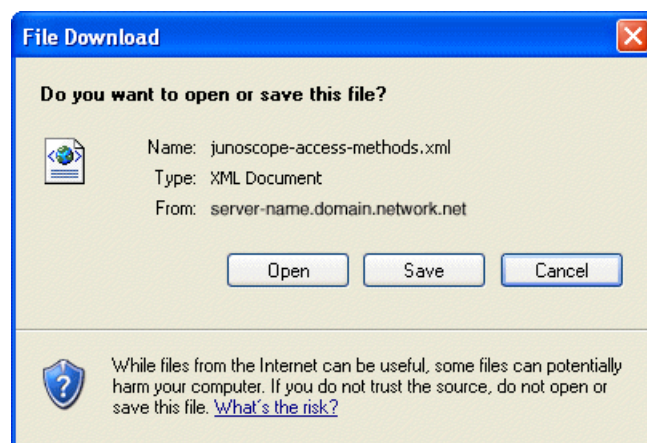 File Download
Do you want to open or save this file?
Name: junoscope-access-methods.xml
Type: XML Document
From: server-name.domain.network.net
Open Save Cancel
While files from the Internet can be useful, some files can potentially
harm your computer. If you do not trust the source, do not open or
save this file. What's the risk?